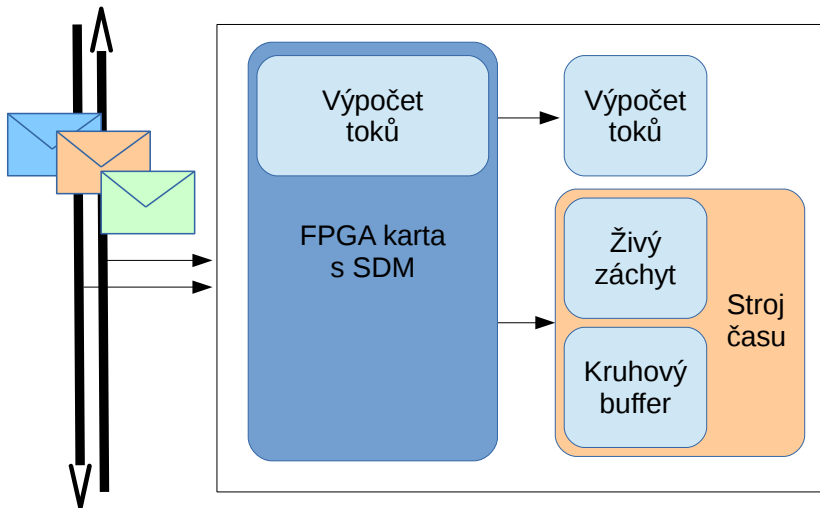 Výpočet
toků
Výpočet
toků
FPGA karta
s SDM
Živý
záchyt
Stroj
času
Kruhový
buffer